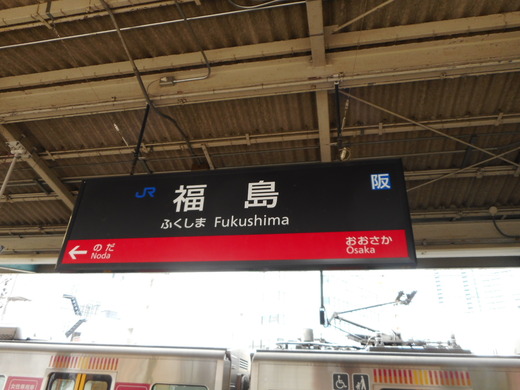 JR 福島 阪
ふくしま Fukushima
← のだ おおさか
Noda Osaka